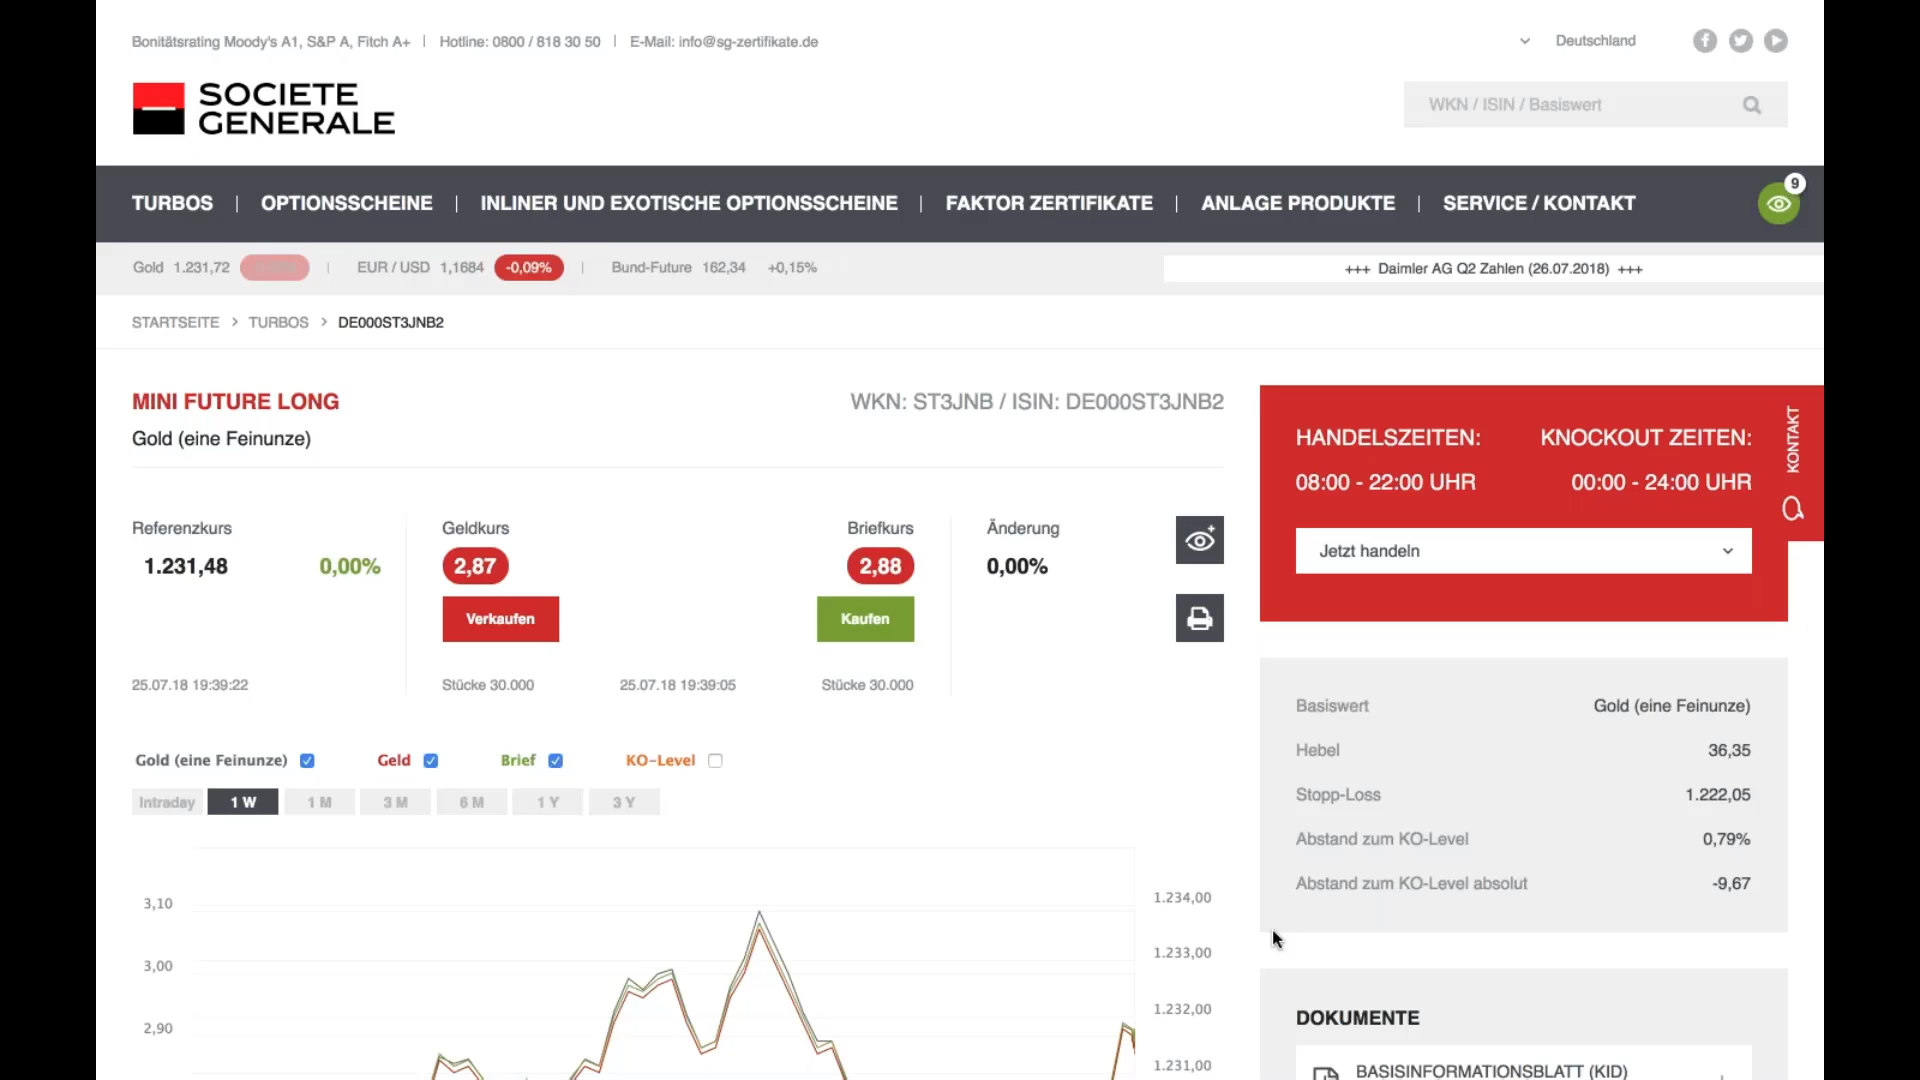 Bonitätsrating Moody's A1, S&P A, Fitch A+ | Hotline: 0800 / 818 30 50 | E-Mail: info@sg-zertifikate.de
Deutschland
SOCIETE
GENERALE
WKN / ISIN / Basiswert
TURBOS | OPTIONSSCHEINE | INLINER UND EXOTISCHE OPTIONSSCHEINE | FAKTOR ZERTIFIKATE | ANLAGE PRODUKTE | SERVICE / KONTAKT
9
Gold 1.231,72 | EUR / USD 1,1684 -0,09% | Bund-Future 162,34 +0,15%
+++ Daimler AG Q2 Zahlen (26.07.2018) +++
STARTSEITE > TURBOS > DE000ST3JNB2
MINI FUTURE LONG
WKN: ST3JNB / ISIN: DE000ST3JNB2
Gold (eine Feinunze)
Referenzkurs
1.231,48 0,00%
25.07.18 19:39:22
Geldkurs Briefkurs
2,87 2,88
Verkaufen Kaufen
Stücke 30.000 25.07.18 19:39:05 Stücke 30.000
Änderung
0,00%
HANDELSZEITEN: KNOCKOUT ZEITEN:
08:00 - 22:00 UHR 00:00 - 24:00 UHR
Jetzt handeln
KONTAKT
Basiswert Gold (eine Feinunze)
Hebel 36,35
Stopp-Loss 1.222,05
Abstand zum KO-Level 0,79%
Abstand zum KO-Level absolut -9,67
Gold (eine Feinunze) Geld Brief KO-Level
Intraday 1 W 1 M 3 M 6 M 1 Y 3 Y
3,10
3,00
2,90
1.234,00
1.233,00
1.232,00
1.231,00
DOKUMENTE
BASISINFORMATIONSBLATT (KID)